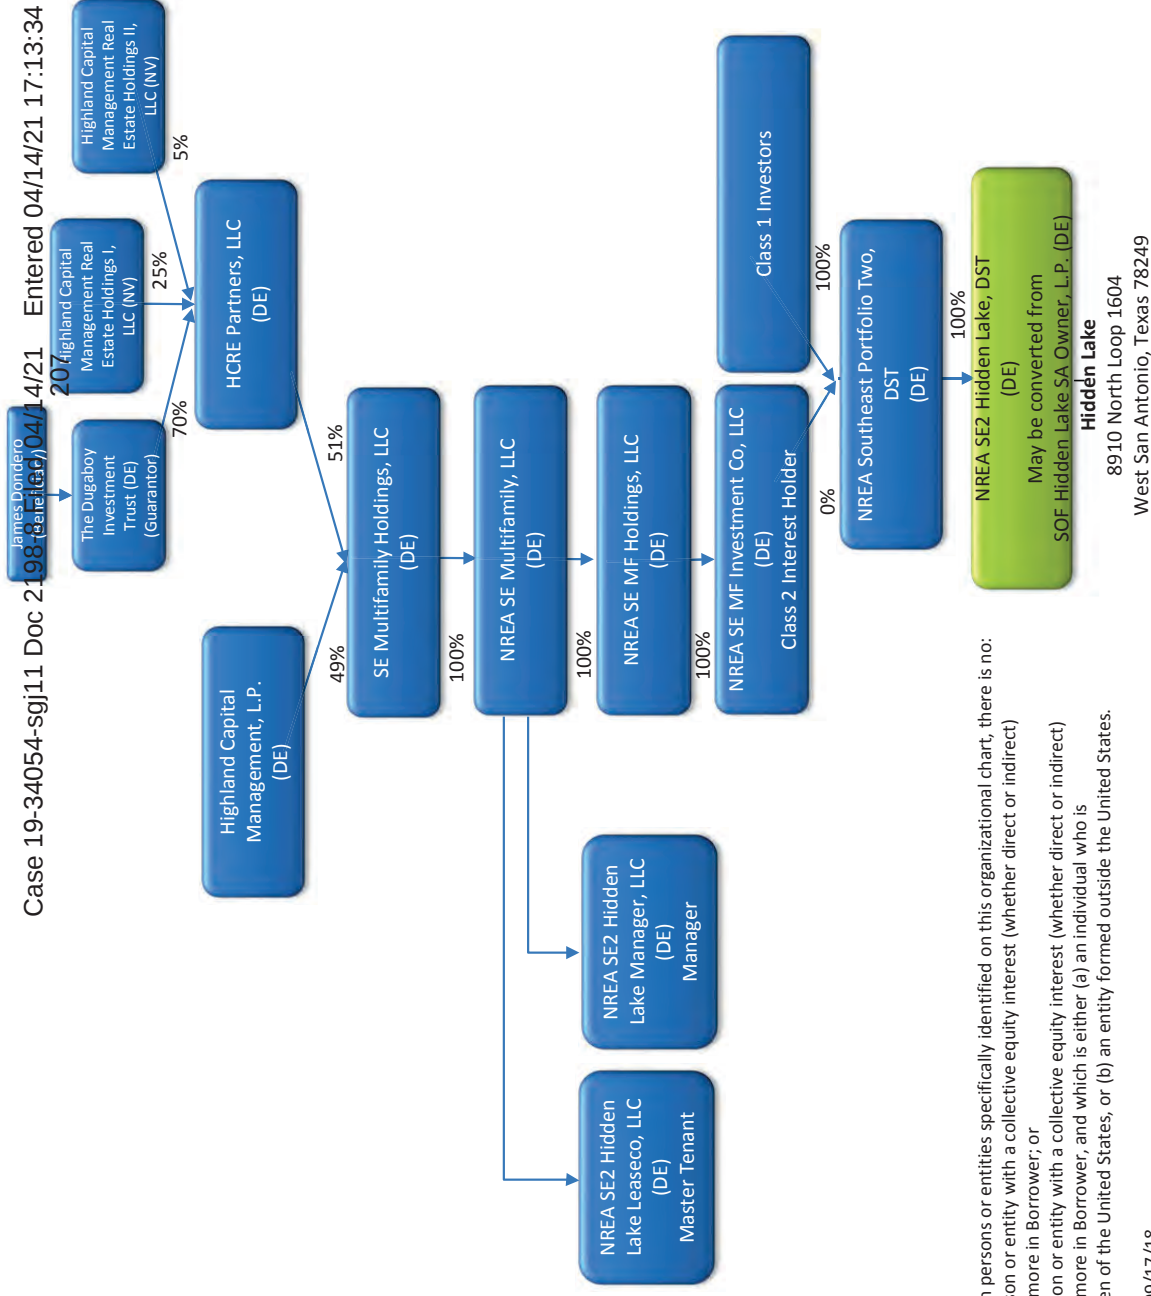 Case 19-34054-sgj11 Doc 2198-8 Filed 04/14/21 Entered 04/14/21 17:13:34
207
James Dondero
The Dugaboy
Investment
Trust (DE)
(Guarantor)
70%
Highland Capital
Management Real
Estate Holdings I,
LLC (NV)
25%
Highland Capital
Management Real
Estate Holdings II,
LLC (NV)
5%
Highland Capital
Management, L.P.
(DE)
49%
HCRE Partners, LLC
(DE)
51%
SE Multifamily Holdings, LLC
(DE)
100%
NREA SE Multifamily, LLC
(DE)
100%
NREA SE2 Hidden
Lake Leaseco, LLC
(DE)
Master Tenant
NREA SE2 Hidden
Lake Manager, LLC
(DE)
Manager
NREA SE MF Holdings, LLC
(DE)
100%
NREA SE MF Investment Co, LLC
(DE)
Class 2 Interest Holder
0%
Class 1 Investors
100%
NREA Southeast Portfolio Two,
DST
(DE)
100%
NREA SE2 Hidden Lake, DST
(DE)
May be converted from
SOF Hidden Lake SA Owner, L.P. (DE)
Hidden Lake
8910 North Loop 1604
West San Antonio, Texas 78249
persons or entities specifically identified on this organizational chart, there is no:
or entity with a collective equity interest (whether direct or indirect)
more in Borrower; or
or entity with a collective equity interest (whether direct or indirect)
more in Borrower, and which is either (a) an individual who is
of the United States, or (b) an entity formed outside the United States.